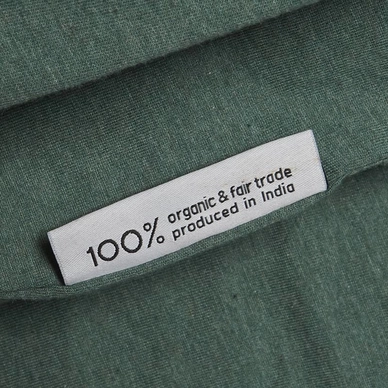 100% organic & fair trade
produced in India